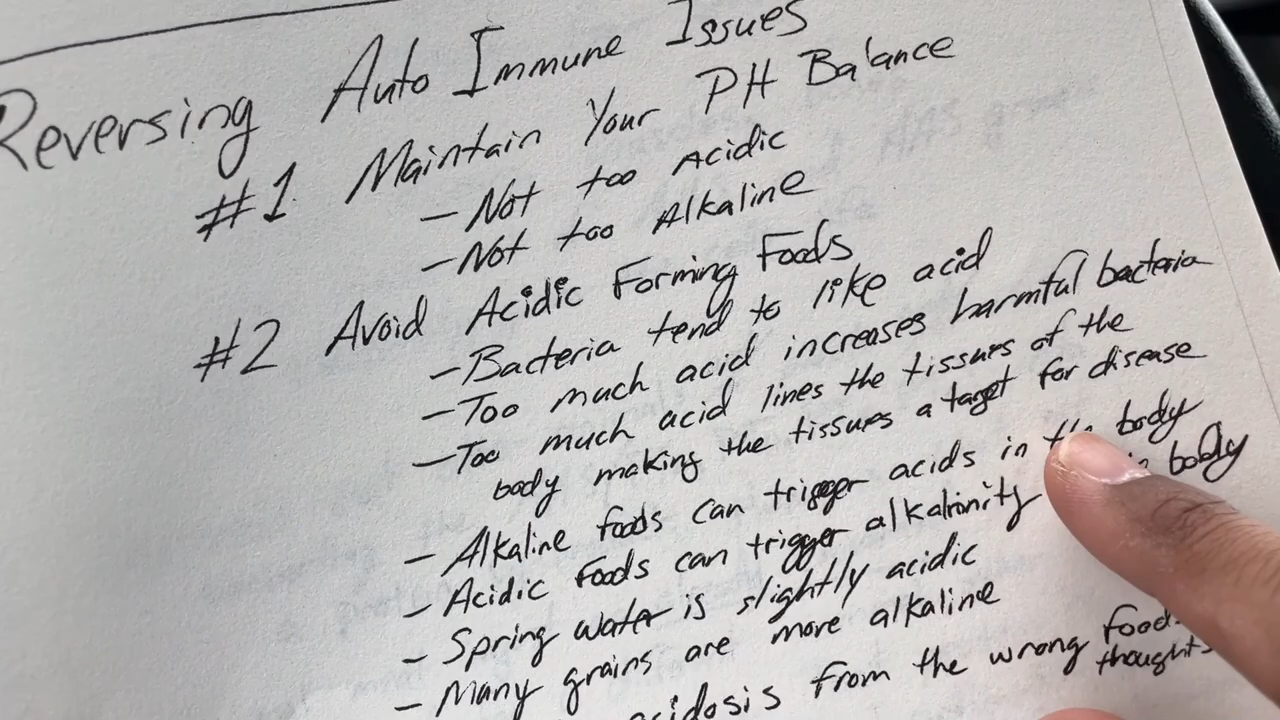 Reversing Auto Immune Issues
#1 Maintain Your PH Balance
- Not too Acidic
- Not too Alkaline
#2 Avoid Acidic Forming Foods
- Bacteria tend to like acid
- Too much acid increases harmful bacteria
- Too much acid lines the tissues of the
body making the tissues a target for disease
- Alkaline foods can trigger acids in the body
- Acidic foods can trigger alkalinity in body
- Spring water is slightly acidic
- Many grains are more alkaline
acidosis from the wrong food
thoughts